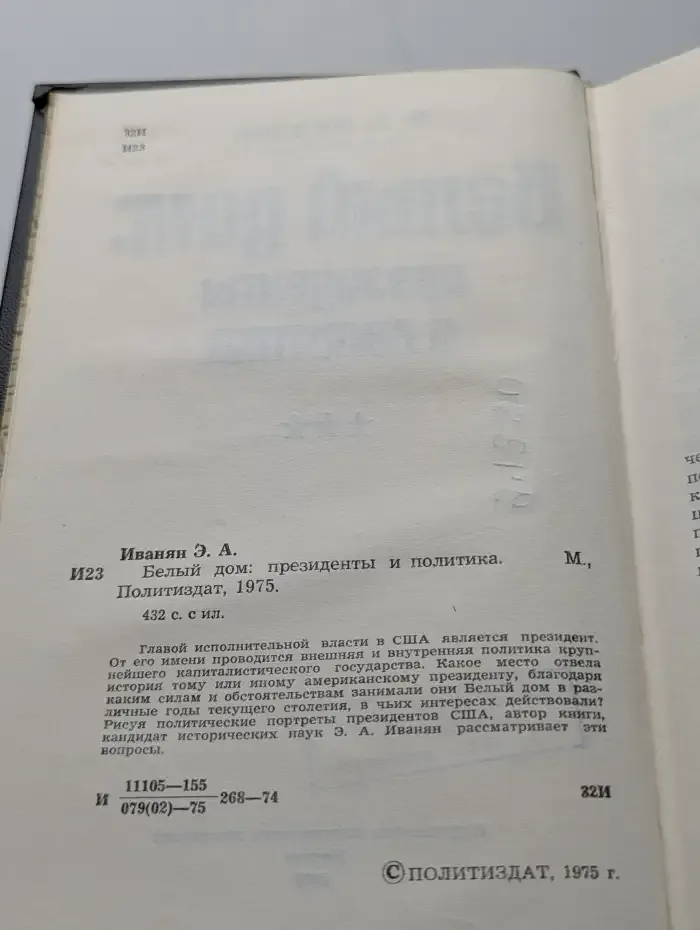 32И
И23
Иванян Э. А.
И23 Белый дом: президенты и политика. М.,
Политиздат, 1975.
432 с. с ил.
Главой исполнительной власти в США является президент.
От его имени проводится внешняя и внутренняя политика круп-
нейшего капиталистического государства. Какое место отвела
история тому или иному американскому президенту, благодаря
каким силам и обстоятельствам занимали они Белый дом в раз-
личные годы текущего столетия, в чьих интересах действовали?
Рисуя политические портреты президентов США, автор книги,
кандидат исторических наук Э. А. Иванян рассматривает эти
вопросы.
И 11105—155
079(02)—75 268—74 32И
© ПОЛИТИЗДАТ, 1975 г.